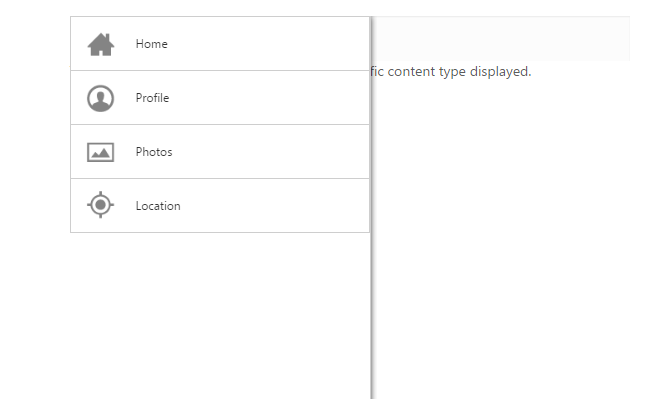 Home
fic content type displayed.
Profile
Photos
Location